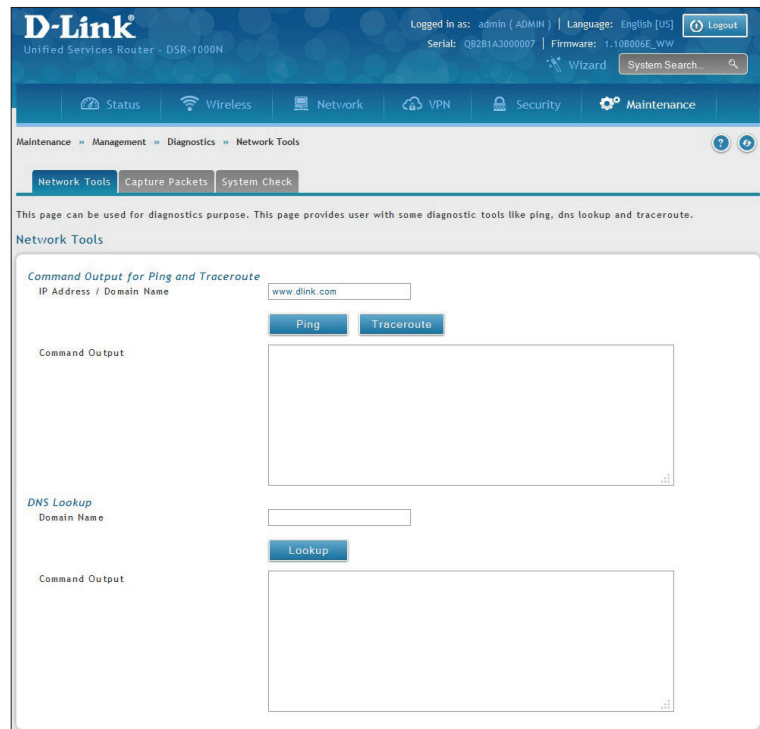 D-Link®
Unified Services Router - DSR-1000N
Logged in as: admin ( ADMIN ) | Language: English [US]
Logout
Serial: QB2B1A3000007 | Firmware: 1.10B006E_WW
Wizard
System Search...
Status
Wireless
Network
VPN
Security
Maintenance
Maintenance » Management » Diagnostics » Network Tools
Network Tools
Capture Packets
System Check
This page can be used for diagnostics purpose. This page provides user with some diagnostic tools like ping, dns lookup and traceroute.
Network Tools
Command Output for Ping and Traceroute
IP Address / Domain Name
www.dlink.com
Ping
Traceroute
Command Output
DNS Lookup
Domain Name
Lookup
Command Output